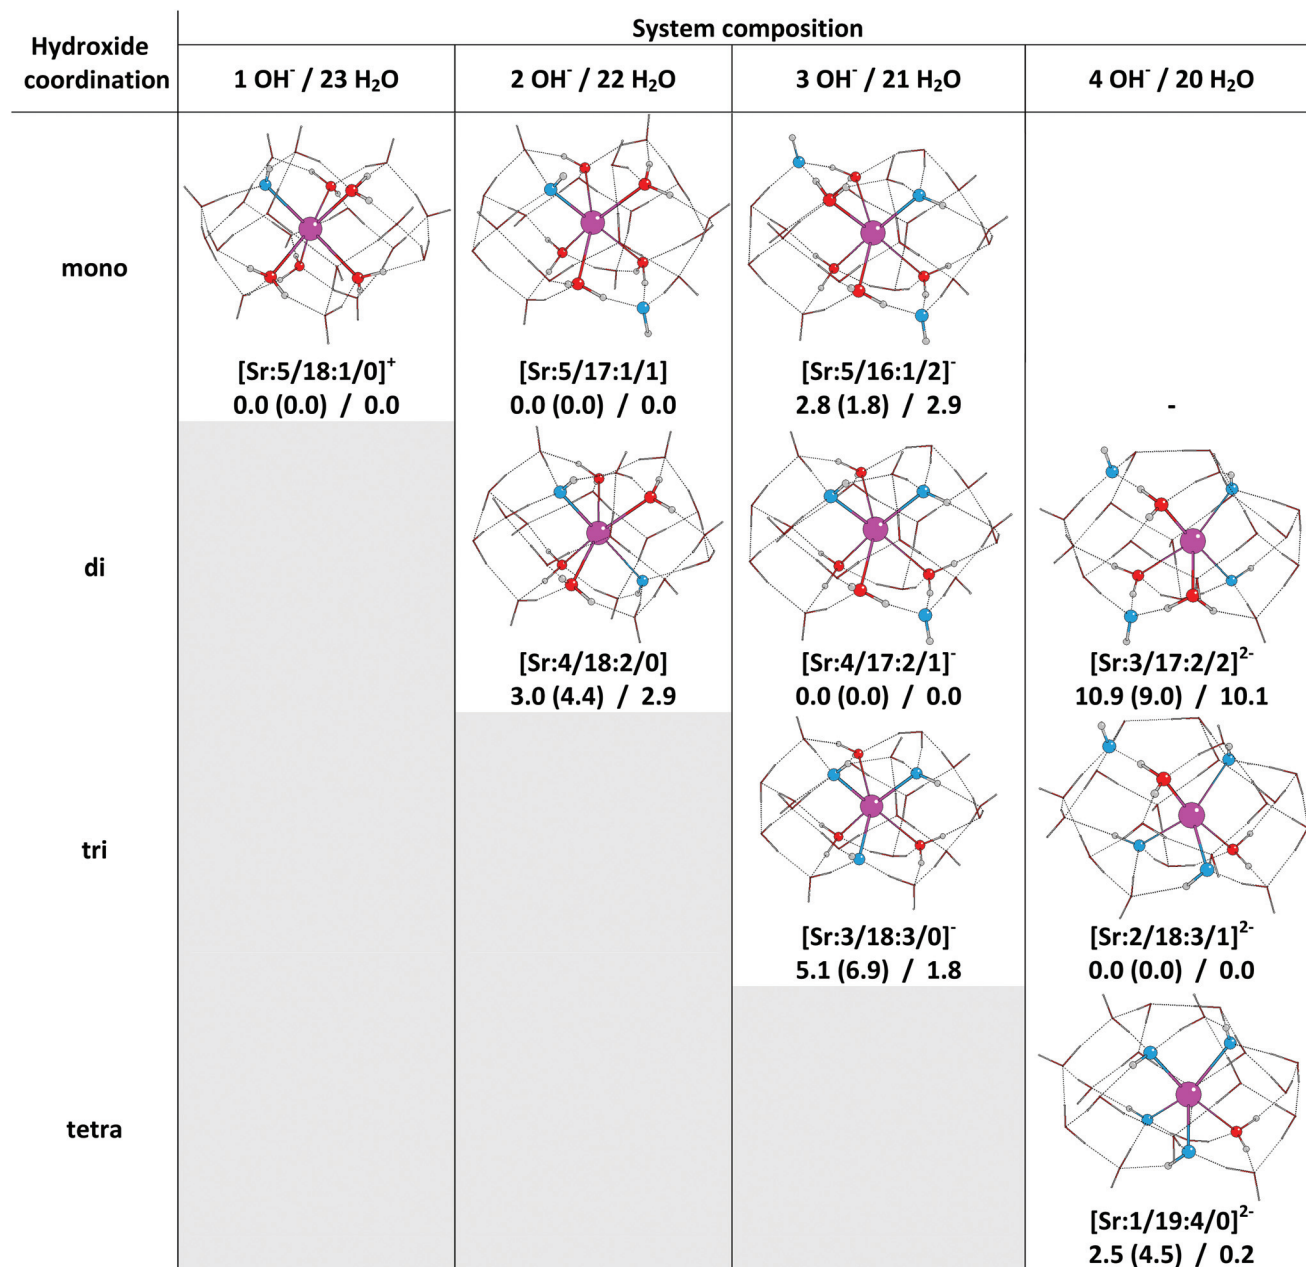 System composition
Hydroxide
coordination
1 OH⁻ / 23 H₂O
2 OH⁻ / 22 H₂O
3 OH⁻ / 21 H₂O
4 OH⁻ / 20 H₂O
mono
[Sr:5/18:1/0]⁺
[Sr:5/17:1/1]
[Sr:5/16:1/2]⁻
0.0 (0.0) / 0.0
0.0 (0.0) / 0.0
2.8 (1.8) / 2.9
-
di
[Sr:4/18:2/0]
[Sr:4/17:2/1]⁻
[Sr:3/17:2/2]²⁻
3.0 (4.4) / 2.9
0.0 (0.0) / 0.0
10.9 (9.0) / 10.1
tri
[Sr:3/18:3/0]⁻
[Sr:2/18:3/1]²⁻
5.1 (6.9) / 1.8
0.0 (0.0) / 0.0
tetra
[Sr:1/19:4/0]²⁻
2.5 (4.5) / 0.2